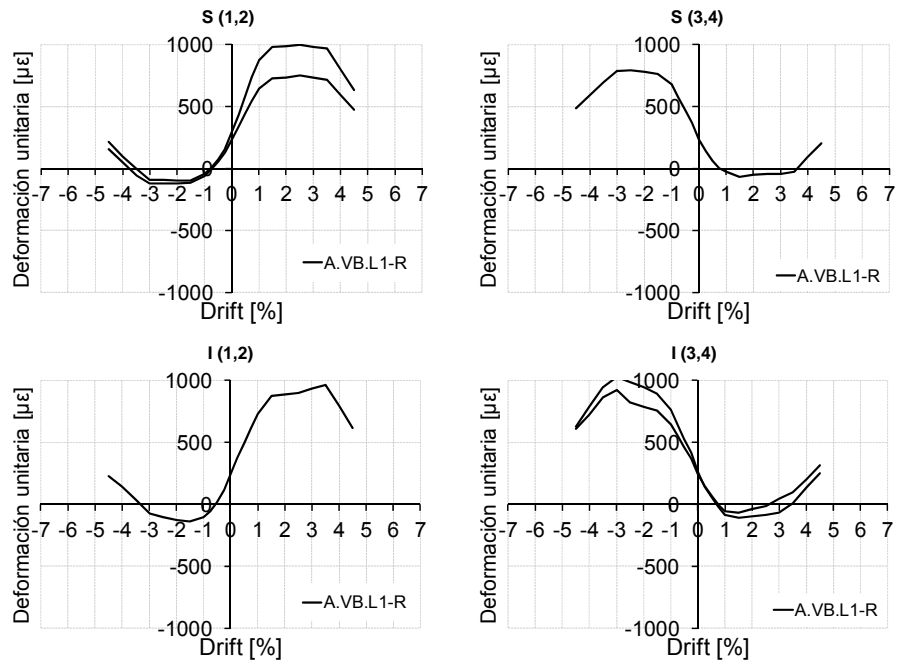 S (1,2)
Deformación unitaria [µε]
1000
500
0
-500
-1000
-7 -6 -5 -4 -3 -2 -1 0 1 2 3 4 5 6 7
A.VB.L1-R
Drift [%]
S (3,4)
Deformación unitaria [µε]
1000
500
0
-500
-1000
-7 -6 -5 -4 -3 -2 -1 0 1 2 3 4 5 6 7
A.VB.L1-R
Drift [%]
I (1,2)
Deformación unitaria [µε]
1000
500
0
-500
-1000
-7 -6 -5 -4 -3 -2 -1 0 1 2 3 4 5 6 7
A.VB.L1-R
Drift [%]
I (3,4)
Deformación unitaria [µε]
1000
500
0
-500
-1000
-7 -6 -5 -4 -3 -2 -1 0 1 2 3 4 5 6 7
A.VB.L1-R
Drift [%]